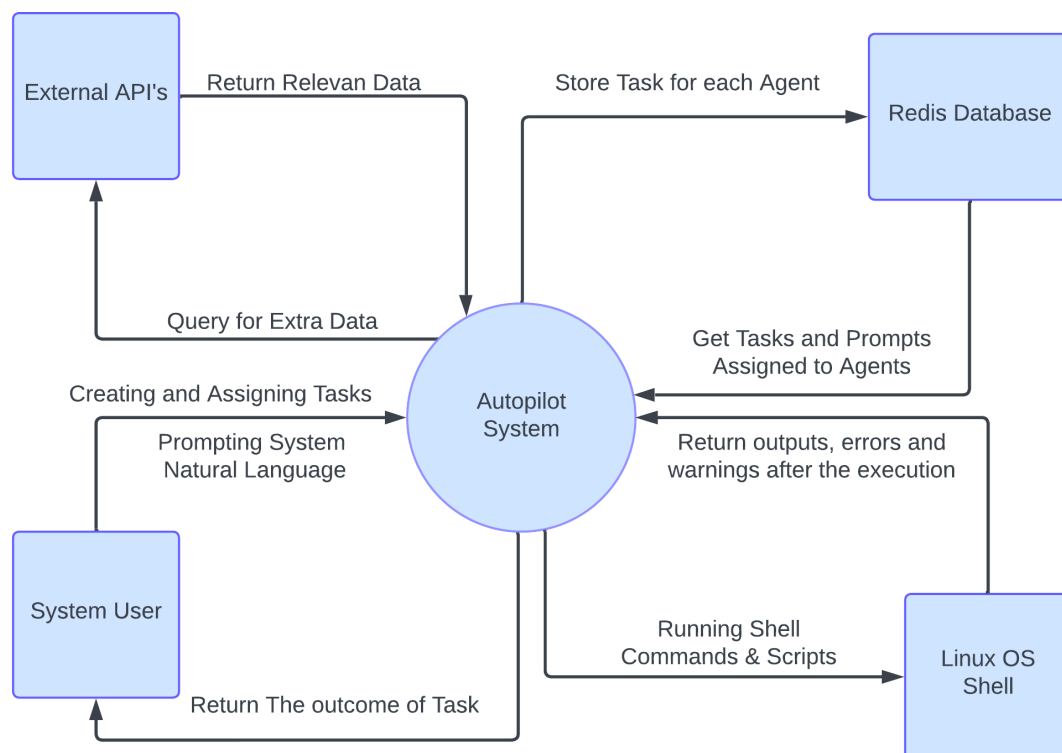 External API's
Return Relevan Data
Store Task for each Agent
Redis Database
Query for Extra Data
Get Tasks and Prompts
Assigned to Agents
Creating and Assigning Tasks
Prompting System
Natural Language
Autopilot
System
Return outputs, errors and
warnings after the execution
System User
Running Shell
Commands & Scripts
Linux OS
Shell
Return The outcome of Task